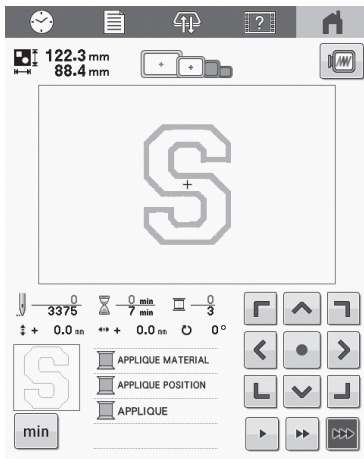 122.3 mm
88.4 mm
0 0 min 0
3375 7 min 3
+ 0.0 mm + 0.0 mm 0°
APPLIQUE MATERIAL
APPLIQUE POSITION
APPLIQUE
min